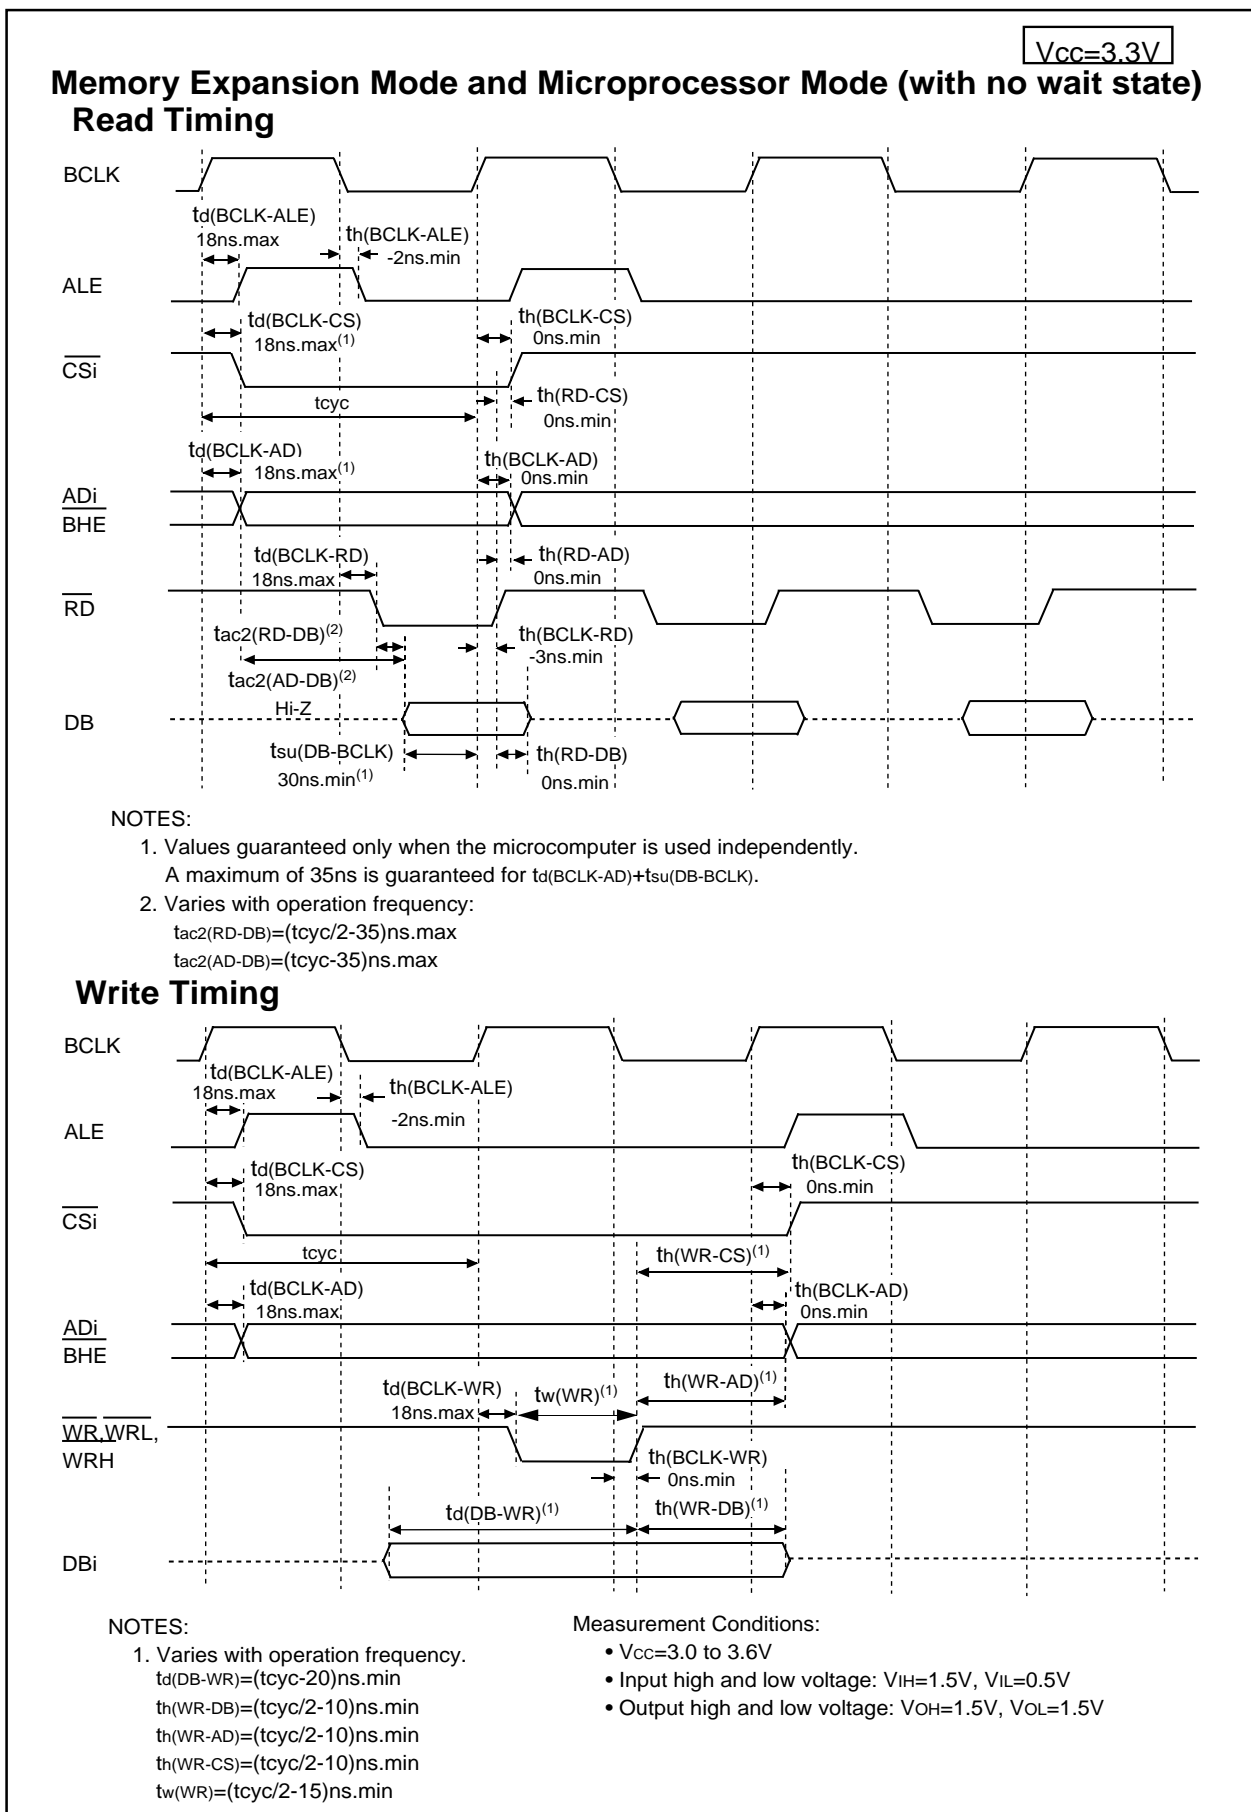 Vcc=3.3V
Memory Expansion Mode and Microprocessor Mode (with no wait state)
Read Timing
BCLK
td(BCLK-ALE)
18ns.max
th(BCLK-ALE)
-2ns.min
ALE
td(BCLK-CS)
18ns.max(1)
th(BCLK-CS)
0ns.min
CSi
tcyc
th(RD-CS)
0ns.min
td(BCLK-AD)
18ns.max(1)
th(BCLK-AD)
0ns.min
ADi
BHE
td(BCLK-RD)
18ns.max
th(RD-AD)
0ns.min
RD
tac2(RD-DB)(2)
th(BCLK-RD)
-3ns.min
tac2(AD-DB)(2)
Hi-Z
DB
tsu(DB-BCLK)
30ns.min(1)
th(RD-DB)
0ns.min
NOTES:
1. Values guaranteed only when the microcomputer is used independently.
A maximum of 35ns is guaranteed for td(BCLK-AD)+tsu(DB-BCLK).
2. Varies with operation frequency:
tac2(RD-DB)=(tcyc/2-35)ns.max
tac2(AD-DB)=(tcyc-35)ns.max
Write Timing
BCLK
td(BCLK-ALE)
18ns.max
th(BCLK-ALE)
-2ns.min
ALE
td(BCLK-CS)
18ns.max
th(BCLK-CS)
0ns.min
CSi
tcyc
th(WR-CS)(1)
td(BCLK-AD)
18ns.max
th(BCLK-AD)
0ns.min
ADi
BHE
td(BCLK-WR)
18ns.max
tw(WR)(1)
th(WR-AD)(1)
WR,WRL,
WRH
th(BCLK-WR)
0ns.min
td(DB-WR)(1)
th(WR-DB)(1)
DBi
NOTES:
1. Varies with operation frequency.
td(DB-WR)=(tcyc-20)ns.min
th(WR-DB)=(tcyc/2-10)ns.min
th(WR-AD)=(tcyc/2-10)ns.min
th(WR-CS)=(tcyc/2-10)ns.min
tw(WR)=(tcyc/2-15)ns.min
Measurement Conditions:
• VCC=3.0 to 3.6V
• Input high and low voltage: VIH=1.5V, VIL=0.5V
• Output high and low voltage: VOH=1.5V, VOL=1.5V